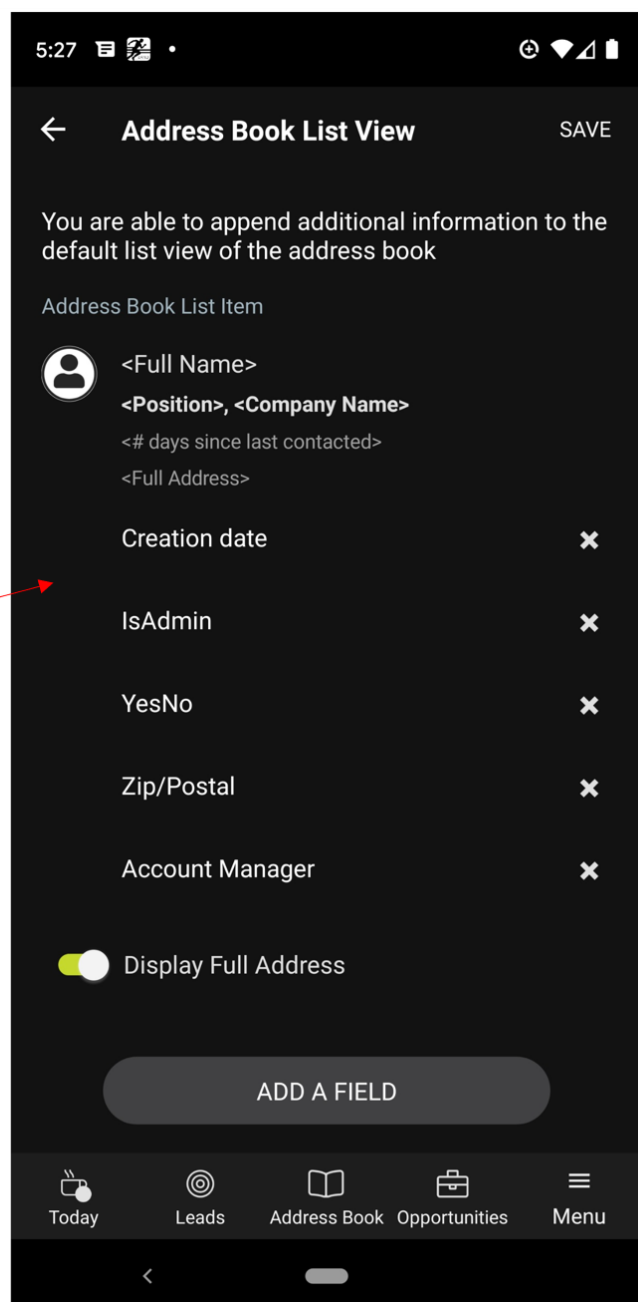 5:27
Address Book List View
SAVE
You are able to append additional information to the
default list view of the address book
Address Book List Item
<Full Name>
<Position>, <Company Name>
<# days since last contacted>
<Full Address>
Creation date
IsAdmin
YesNo
Zip/Postal
Account Manager
Display Full Address
ADD A FIELD
Today
Leads
Address Book
Opportunities
Menu